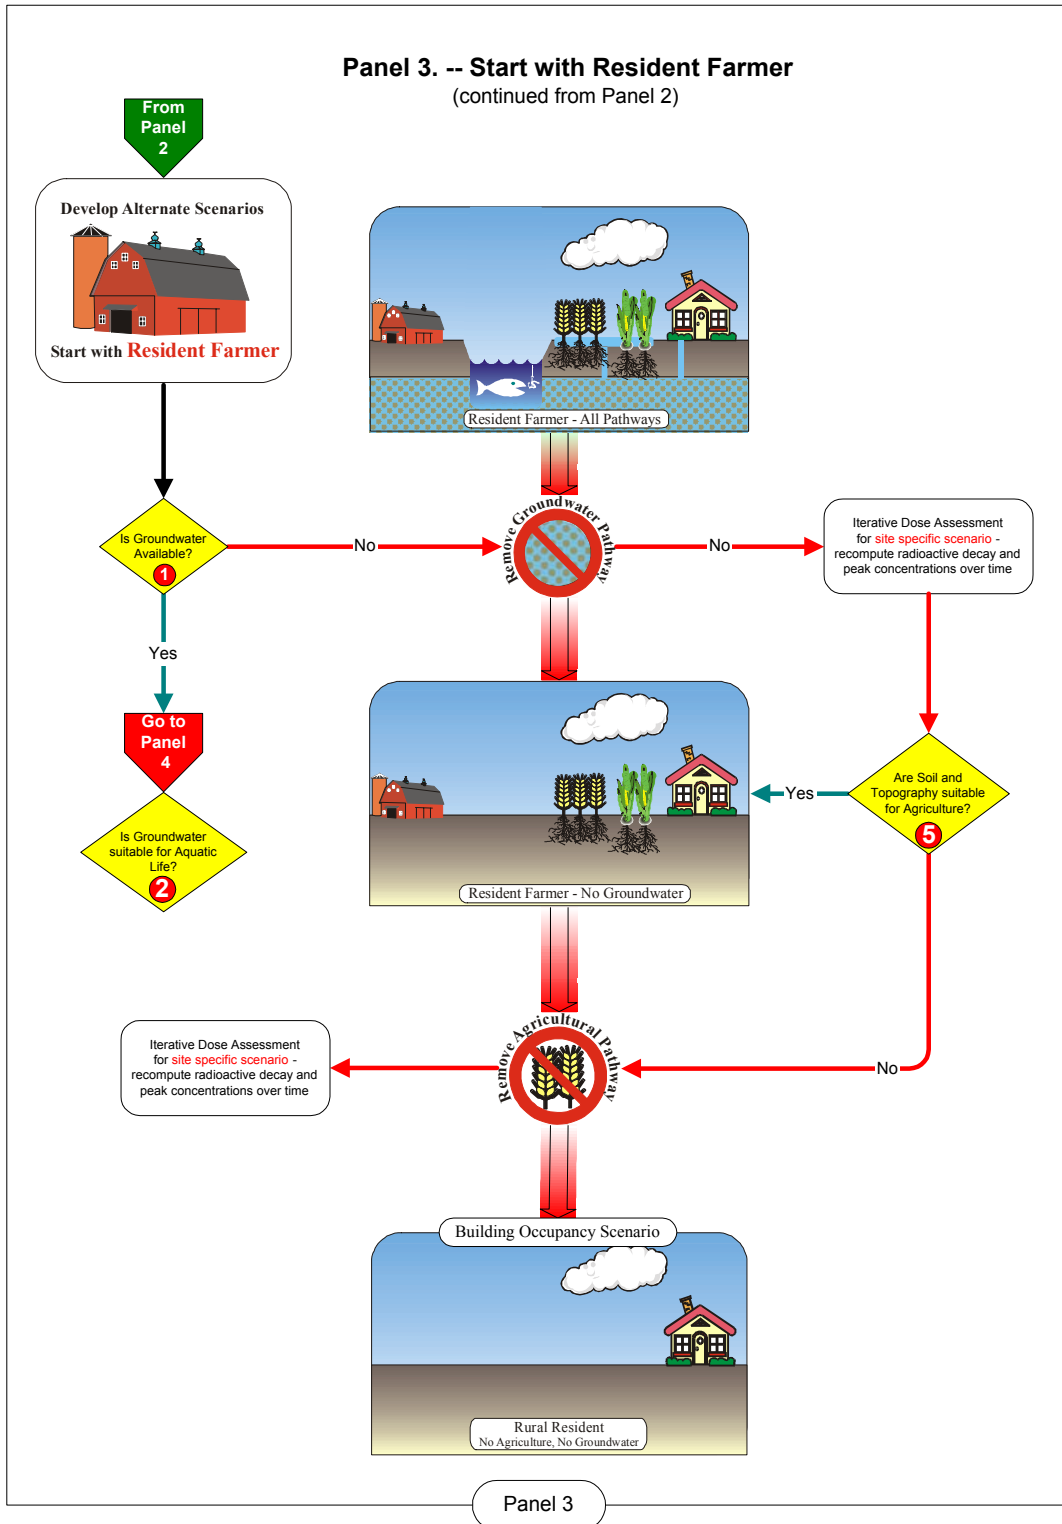 Panel 3. -- Start with Resident Farmer
(continued from Panel 2)
From
Panel
2
Develop Alternate Scenarios
Start with Resident Farmer
Resident Farmer - All Pathways
Is Groundwater
Available?
1
No
Remove Groundwater Pathway
No
Iterative Dose Assessment
for site specific scenario -
recompute radioactive decay and
peak concentrations over time
Yes
Go to
Panel
4
Is Groundwater
suitable for Aquatic
Life?
2
Resident Farmer - No Groundwater
Yes
Are Soil and
Topography suitable
for Agriculture?
5
No
Remove Agricultural Pathway
Iterative Dose Assessment
for site specific scenario -
recompute radioactive decay and
peak concentrations over time
Building Occupancy Scenario
Rural Resident
No Agriculture, No Groundwater
Panel 3